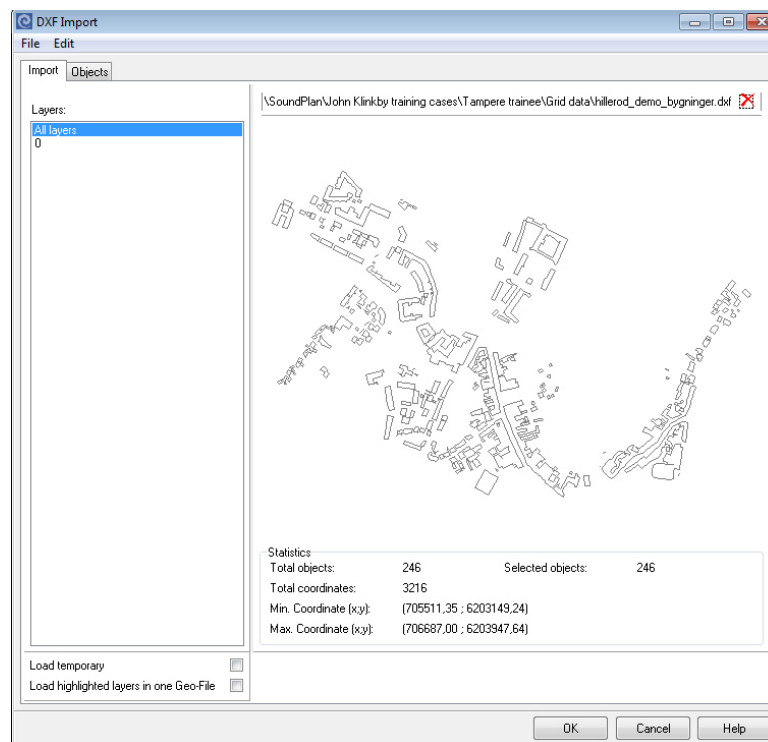 DXF Import
File Edit
Import Objects
Layers:
All layers
0
\SoundPlan\John Klinkby training cases\Tampere trainee\Grid data\hillerod_demo_bygninger.dxf
Statistics
Total objects: 246 Selected objects: 246
Total coordinates: 3216
Min. Coordinate (x;y): (705511,35 ; 6203149,24)
Max. Coordinate (x;y): (706687,00 ; 6203947,64)
Load temporary
Load highlighted layers in one Geo-File
OK Cancel Help